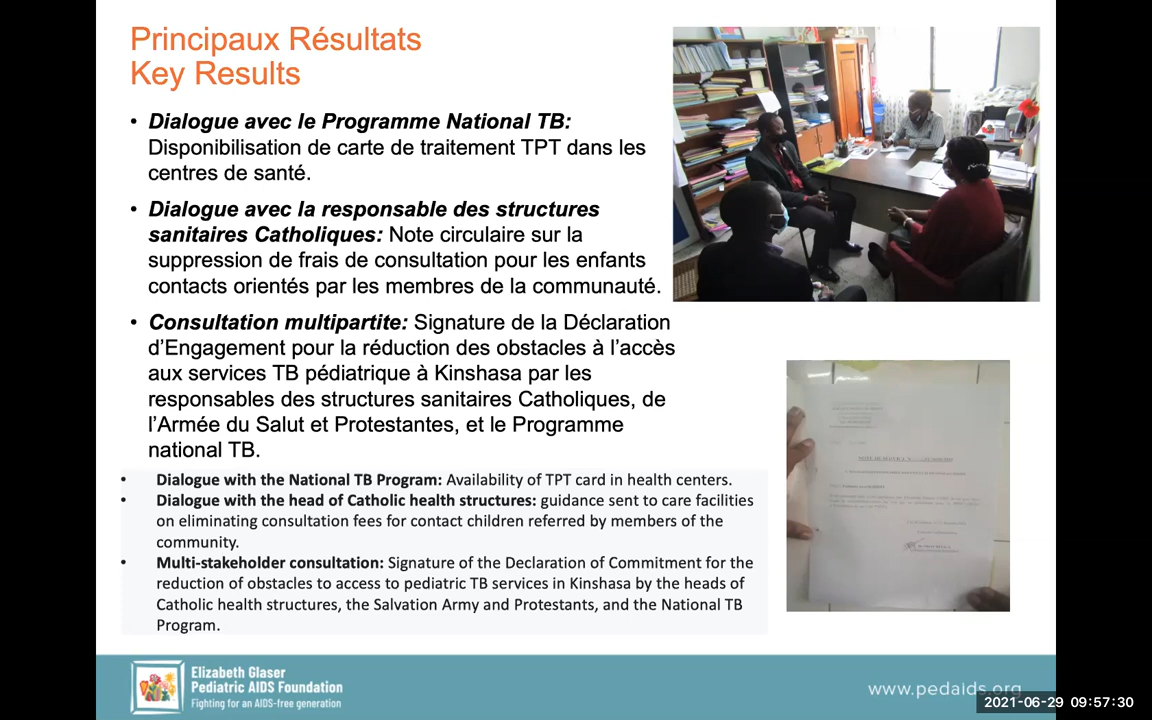 Principaux Résultats
Key Results
• Dialogue avec le Programme National TB:
Disponibilisation de carte de traitement TPT dans les
centres de santé.
• Dialogue avec la responsable des structures
sanitaires Catholiques: Note circulaire sur la
suppression de frais de consultation pour les enfants
contacts orientés par les membres de la communauté.
• Consultation multipartite: Signature de la Déclaration
d’Engagement pour la réduction des obstacles à l’accès
aux services TB pédiatrique à Kinshasa par les
responsables des structures sanitaires Catholiques, de
l’Armée du Salut et Protestantes, et le Programme
national TB.
• Dialogue with the National TB Program: Availability of TPT card in health centers.
• Dialogue with the head of Catholic health structures: guidance sent to care facilities
on eliminating consultation fees for contact children referred by members of the
community.
• Multi-stakeholder consultation: Signature of the Declaration of Commitment for the
reduction of obstacles to access to pediatric TB services in Kinshasa by the heads of
Catholic health structures, the Salvation Army and Protestants, and the National TB
Program.
Elizabeth Glaser
Pediatric AIDS Foundation
Fighting for an AIDS-free generation
www.pedaids.org
2021-06-29 09:57:30